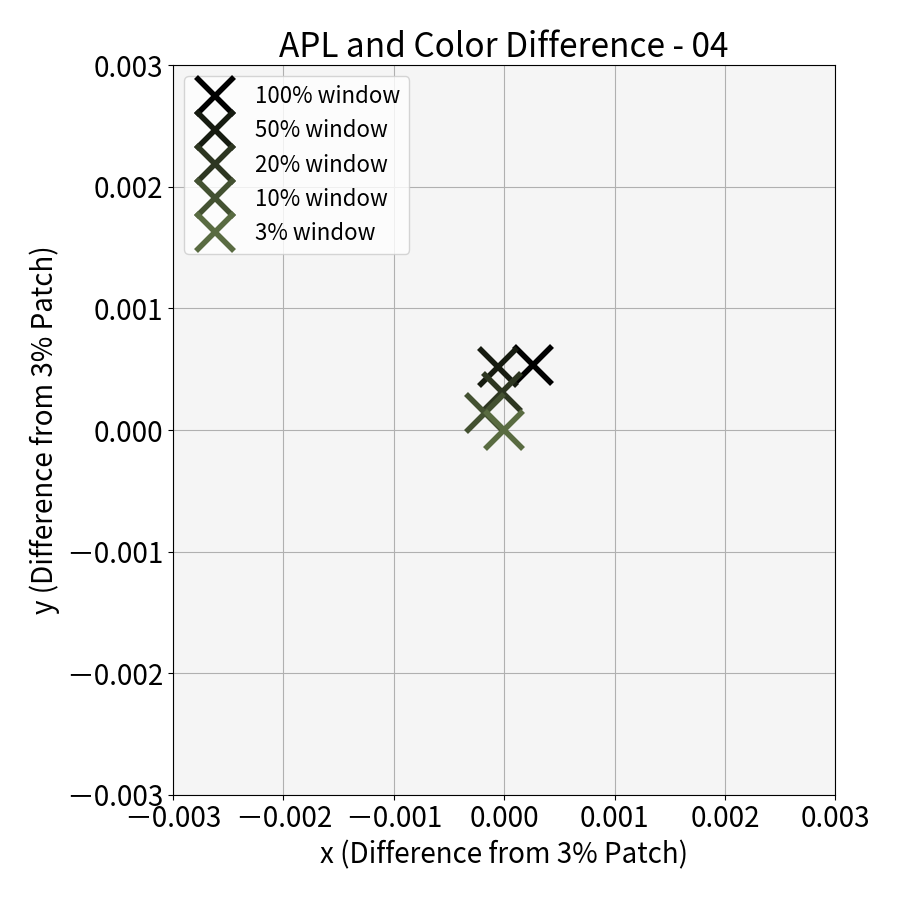 APL and Color Difference - 04
0.003
0.002
0.001
0.000
−0.001
−0.002
−0.003
y (Difference from 3% Patch)
100% window
50% window
20% window
10% window
3% window
−0.003 −0.002 −0.001 0.000 0.001 0.002 0.003
x (Difference from 3% Patch)